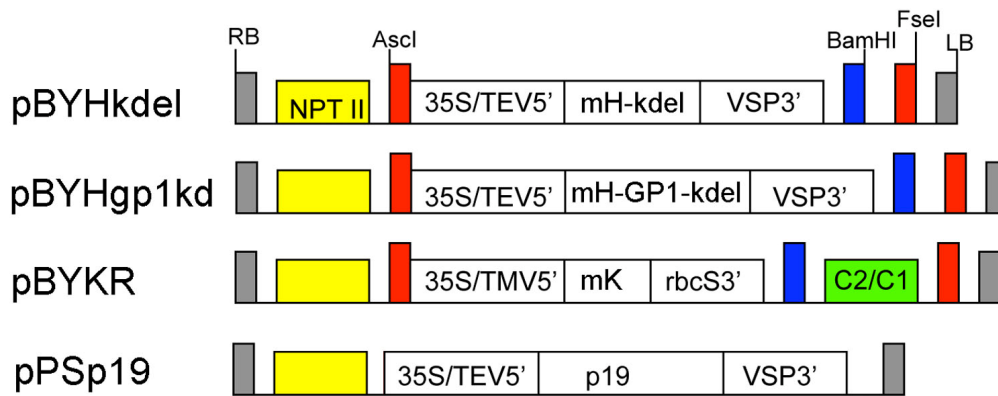 RB AscI BamHI FseI LB
pBYHkdel NPT II 35S/TEV5’ mH-kdel VSP3’
pBYHgp1kd 35S/TEV5’ mH-GP1-kdel VSP3’
pBYKR 35S/TMV5’ mK rbcS3’ C2/C1
pPSp19 35S/TEV5’ p19 VSP3’